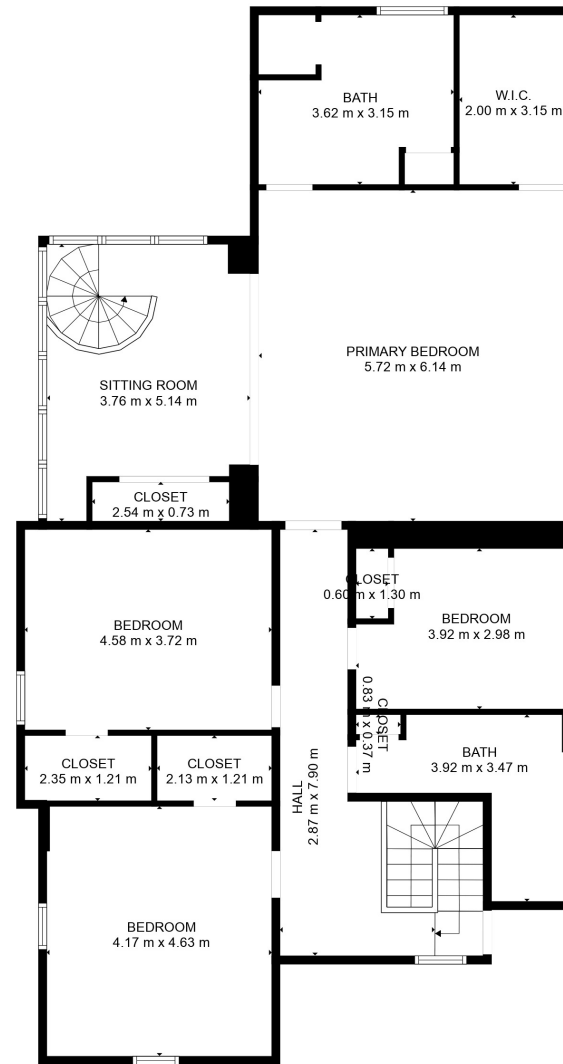 BATH
3.62 m x 3.15 m
W.I.C.
2.00 m x 3.15 m
PRIMARY BEDROOM
5.72 m x 6.14 m
SITTING ROOM
3.76 m x 5.14 m
CLOSET
2.54 m x 0.73 m
BEDROOM
4.58 m x 3.72 m
CLOSET
0.60 m x 1.30 m
BEDROOM
3.92 m x 2.98 m
CLOSET
0.83 m x 0.37 m
BATH
3.92 m x 3.47 m
CLOSET
2.35 m x 1.21 m
CLOSET
2.13 m x 1.21 m
HALL
2.87 m x 7.90 m
BEDROOM
4.17 m x 4.63 m